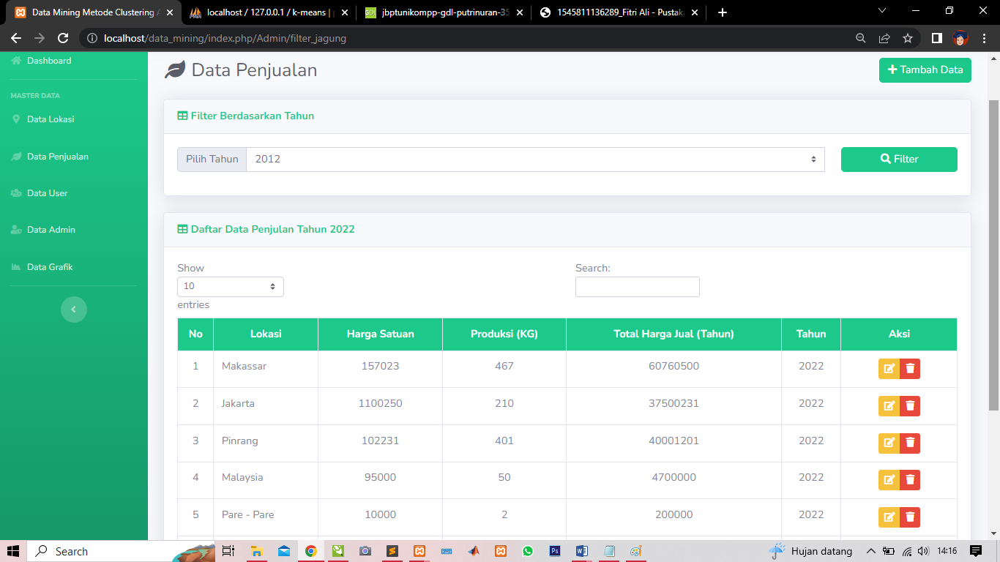 Data Mining Metode Clustering A
localhost / 127.0.0.1 / k-means | p
jbptunikompp-gdl-putrinuran-35
1545811136289_Fitri Ali - Pustaka
localhost/data_mining/index.php/Admin/filter_jagung
Dashboard
MASTER DATA
Data Lokasi
Data Penjualan
Data User
Data Admin
Data Grafik
Data Penjualan
Tambah Data
Filter Berdasarkan Tahun
Pilih Tahun 2012 Filter
Daftar Data Penjulan Tahun 2022
Show Search:
10
entries
No Lokasi Harga Satuan Produksi (KG) Total Harga Jual (Tahun) Tahun Aksi
1 Makassar 157023 467 60760500 2022
2 Jakarta 1100250 210 37500231 2022
3 Pinrang 102231 401 40001201 2022
4 Malaysia 95000 50 4700000 2022
5 Pare - Pare 10000 2 200000 2022
Search Hujan datang 14:16